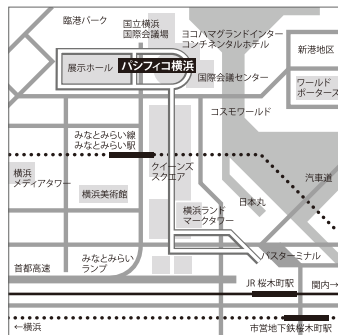 臨港パーク
国立横浜
国際会議場
ヨコハマグランドインター
コンチネンタルホテル
新港地区
展示ホール
パシフィコ横浜
国際会議センター
ワールド
ポーターズ
コスモワールド
みなとみらい線
みなとみらい駅
クイーンズ
スクエア
汽車道
横浜
メディアタワー
横浜美術館
日本丸
横浜ランド
マークタワー
みなとみらい
ランプ
バスターミナル
首都高速
JR 桜木町駅
関内→
←横浜
市営地下鉄桜木町駅